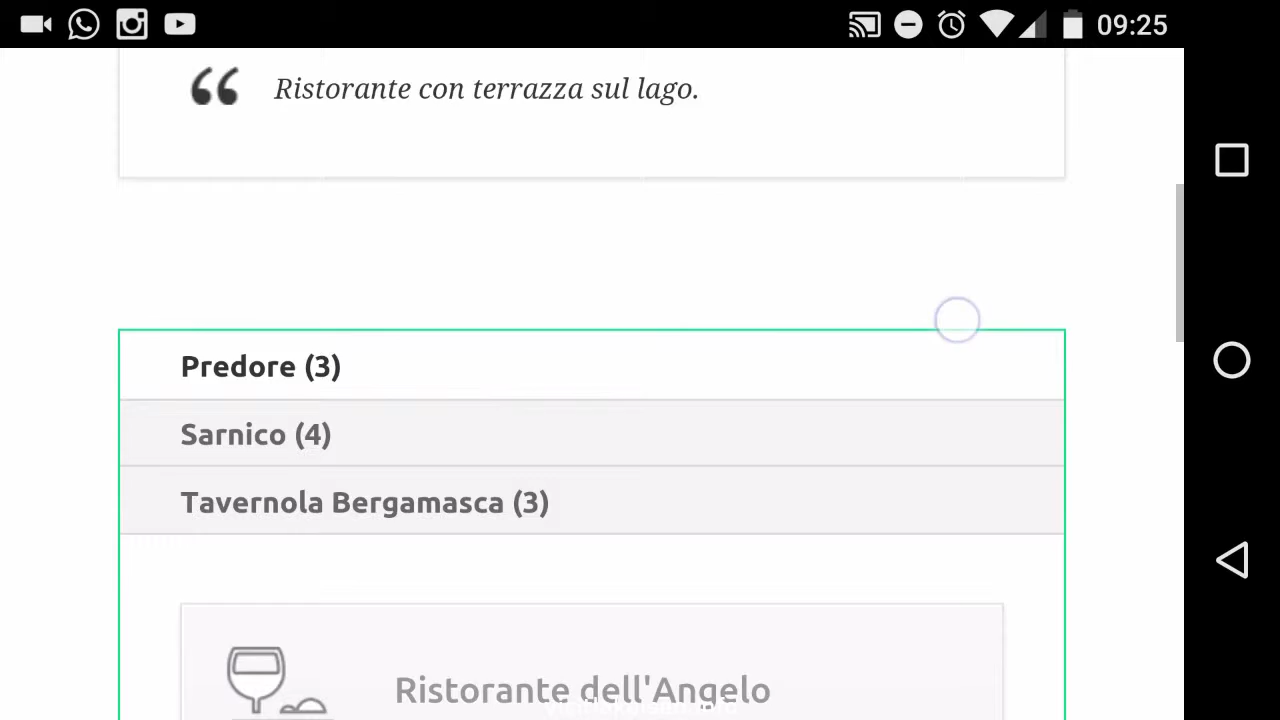 09:25
Ristorante con terrazza sul lago.
Predore (3)
Sarnico (4)
Tavernola Bergamasca (3)
Ristorante dell'Angelo